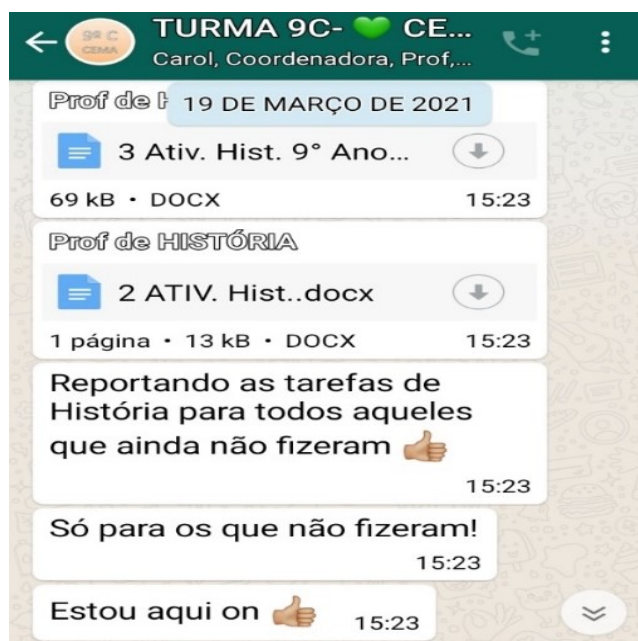 9º C
CEMA
TURMA 9C- 💚 CE...
Carol, Coordenadora, Prof,...
19 DE MARÇO DE 2021
Prof de H
3 Ativ. Hist. 9° Ano...
69 kB • DOCX 15:23
Prof de HISTÓRIA
2 ATIV. Hist..docx
1 página • 13 kB • DOCX 15:23
Reportando as tarefas de
História para todos aqueles
que ainda não fizeram 👍🏼
15:23
Só para os que não fizeram!
15:23
Estou aqui on 👍🏼 15:23